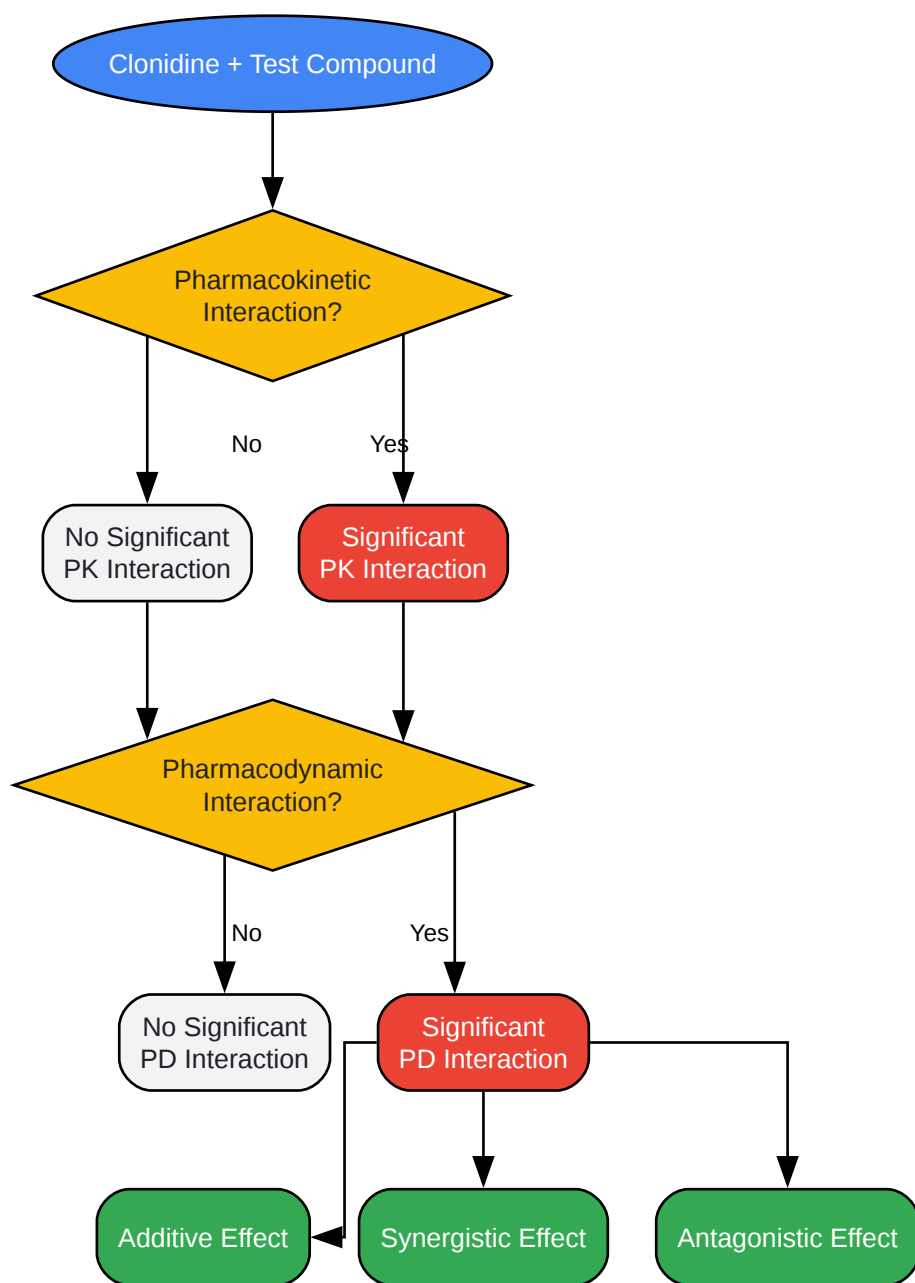 Clonidine + Test Compound
Pharmacokinetic
Interaction?
No
Yes
No Significant
PK Interaction
Significant
PK Interaction
Pharmacodynamic
Interaction?
No
Yes
No Significant
PD Interaction
Significant
PD Interaction
Additive Effect
Synergistic Effect
Antagonistic Effect